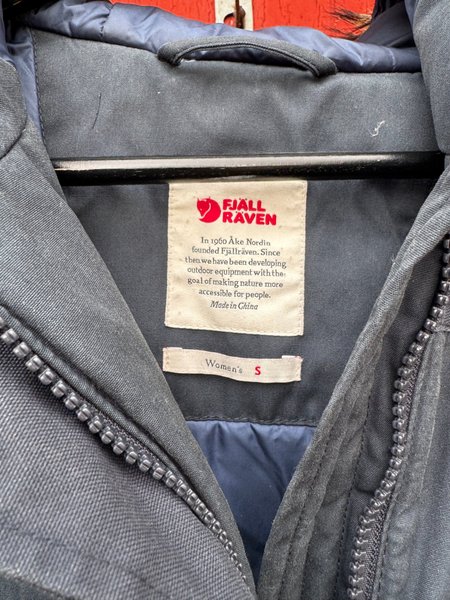 FJÄLL
RÄVEN
In 1960 Åke Nordin
founded Fjällräven. Since
then we have been developing
outdoor equipment with the
goal of making nature more
accessible for people.
Made in China
Women's S